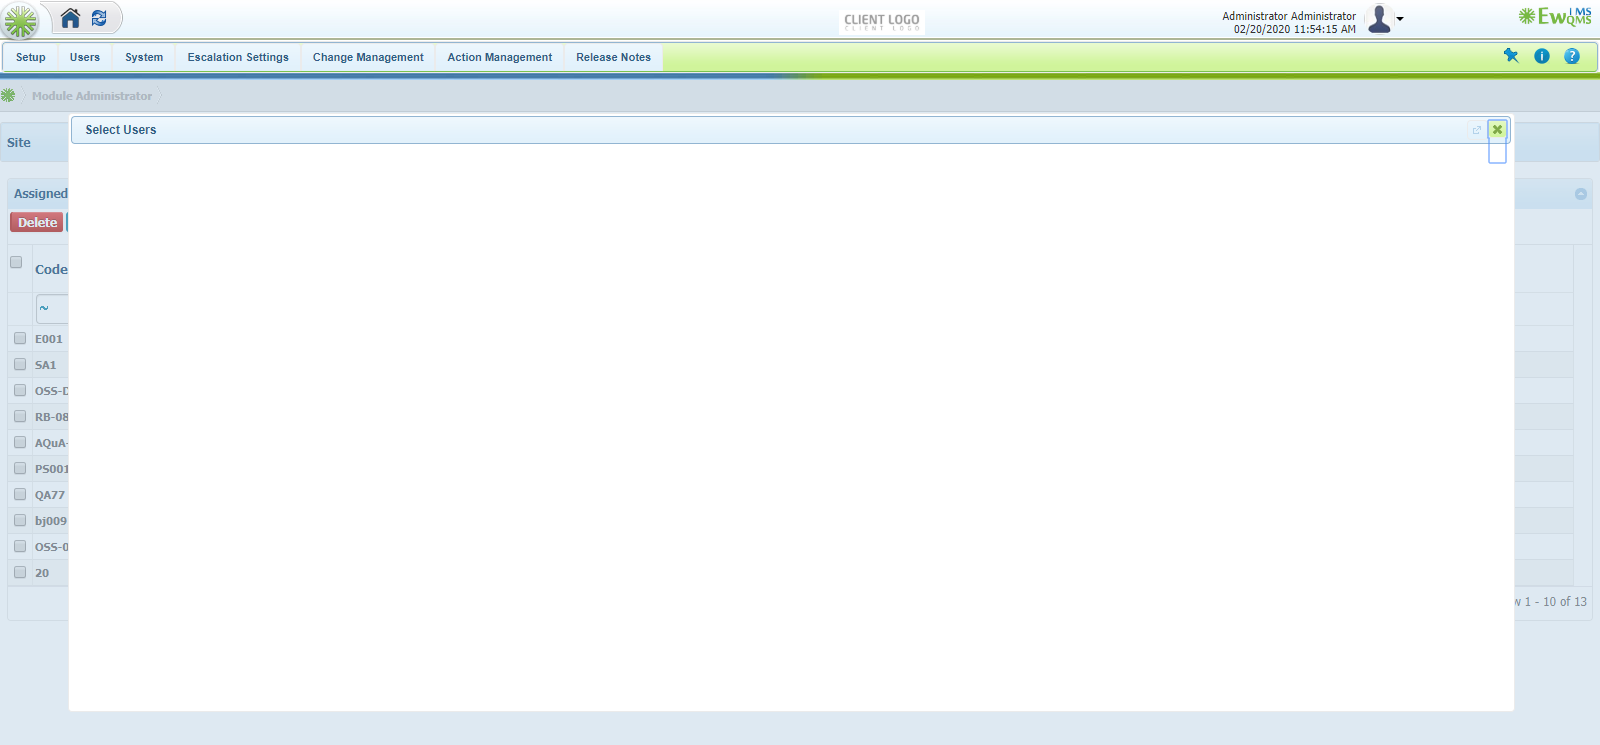 CLIENT LOGO
CLIENT LOGO
Administrator Administrator
02/20/2020 11:54:15 AM
EwQMS
IMS
Setup Users System Escalation Settings Change Management Action Management Release Notes
Module Administrator
Select Users
Site
Assigned
Delete
Code
~
E001
SA1
OSS-D
RB-08
AQuA-
PS001
QA77
bj009
OSS-0
20
w 1 - 10 of 13